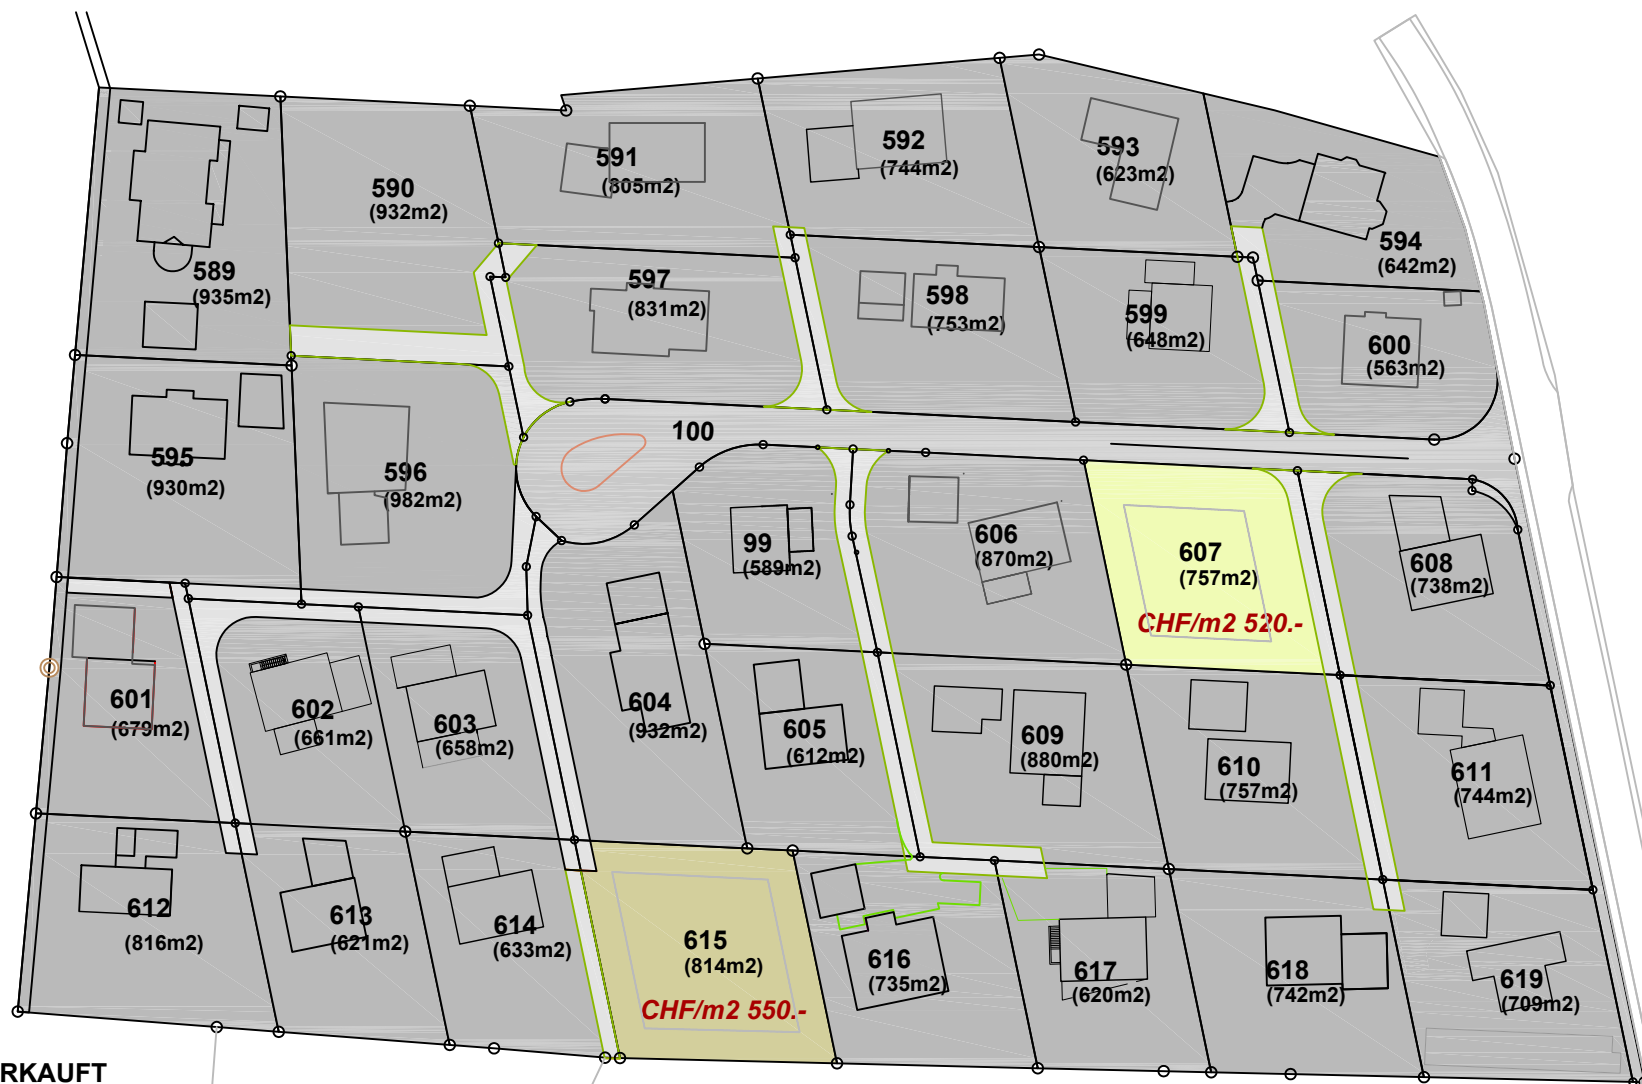 589
(935m2)
590
(932m2)
591
(805m2)
592
(744m2)
593
(623m2)
594
(642m2)
595
(930m2)
596
(982m2)
597
(831m2)
598
(753m2)
599
(648m2)
600
(563m2)
100
99
(589m2)
606
(870m2)
607
(757m2)
CHF/m2 520.-
608
(738m2)
601
(679m2)
602
(661m2)
603
(658m2)
604
(932m2)
605
(612m2)
609
(880m2)
610
(757m2)
611
(744m2)
612
(816m2)
613
(621m2)
614
(633m2)
615
(814m2)
CHF/m2 550.-
616
(735m2)
617
(620m2)
618
(742m2)
619
(709m2)
RKAUFT